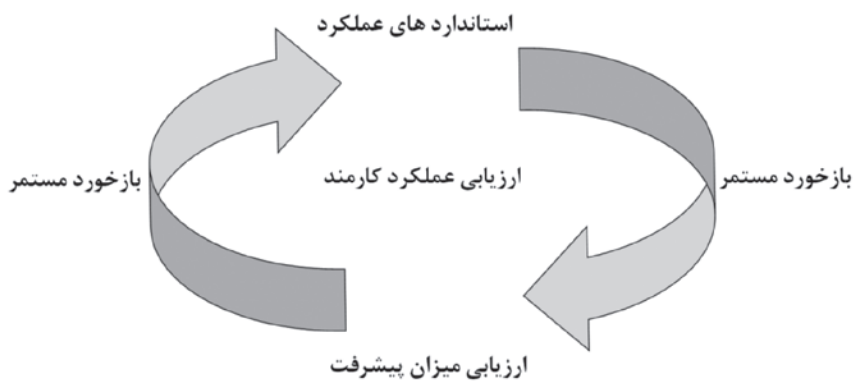 استاندارد های عملکرد
بازخورد مستمر
ارزیابی عملکرد کارمند
بازخورد مستمر
ارزیابی میزان پیشرفت